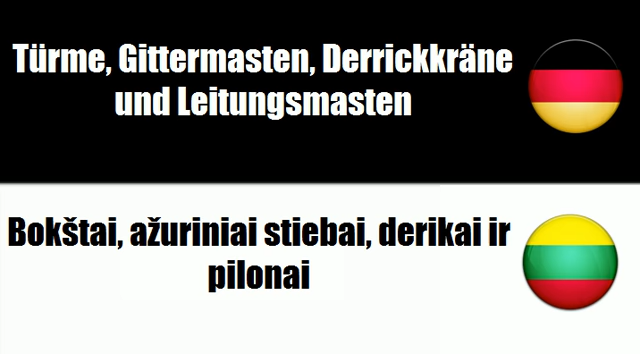 Türme, Gittermasten, Derrickkräne
und Leitungsmasten
Bokštai, ažuriniai stiebai, derikai ir
pilonai